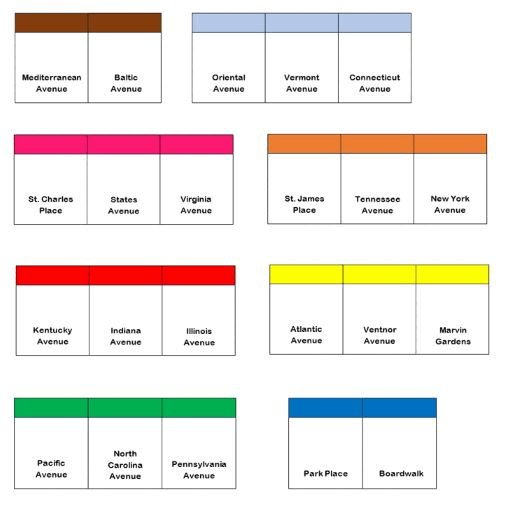 Mediterranean
Avenue
Baltic
Avenue
Oriental
Avenue
Vermont
Avenue
Connecticut
Avenue
St. Charles
Place
States
Avenue
Virginia
Avenue
St. James
Place
Tennessee
Avenue
New York
Avenue
Kentucky
Avenue
Indiana
Avenue
Illinois
Avenue
Atlantic
Avenue
Ventnor
Avenue
Marvin
Gardens
Pacific
Avenue
North
Carolina
Avenue
Pennsylvania
Avenue
Park Place
Boardwalk